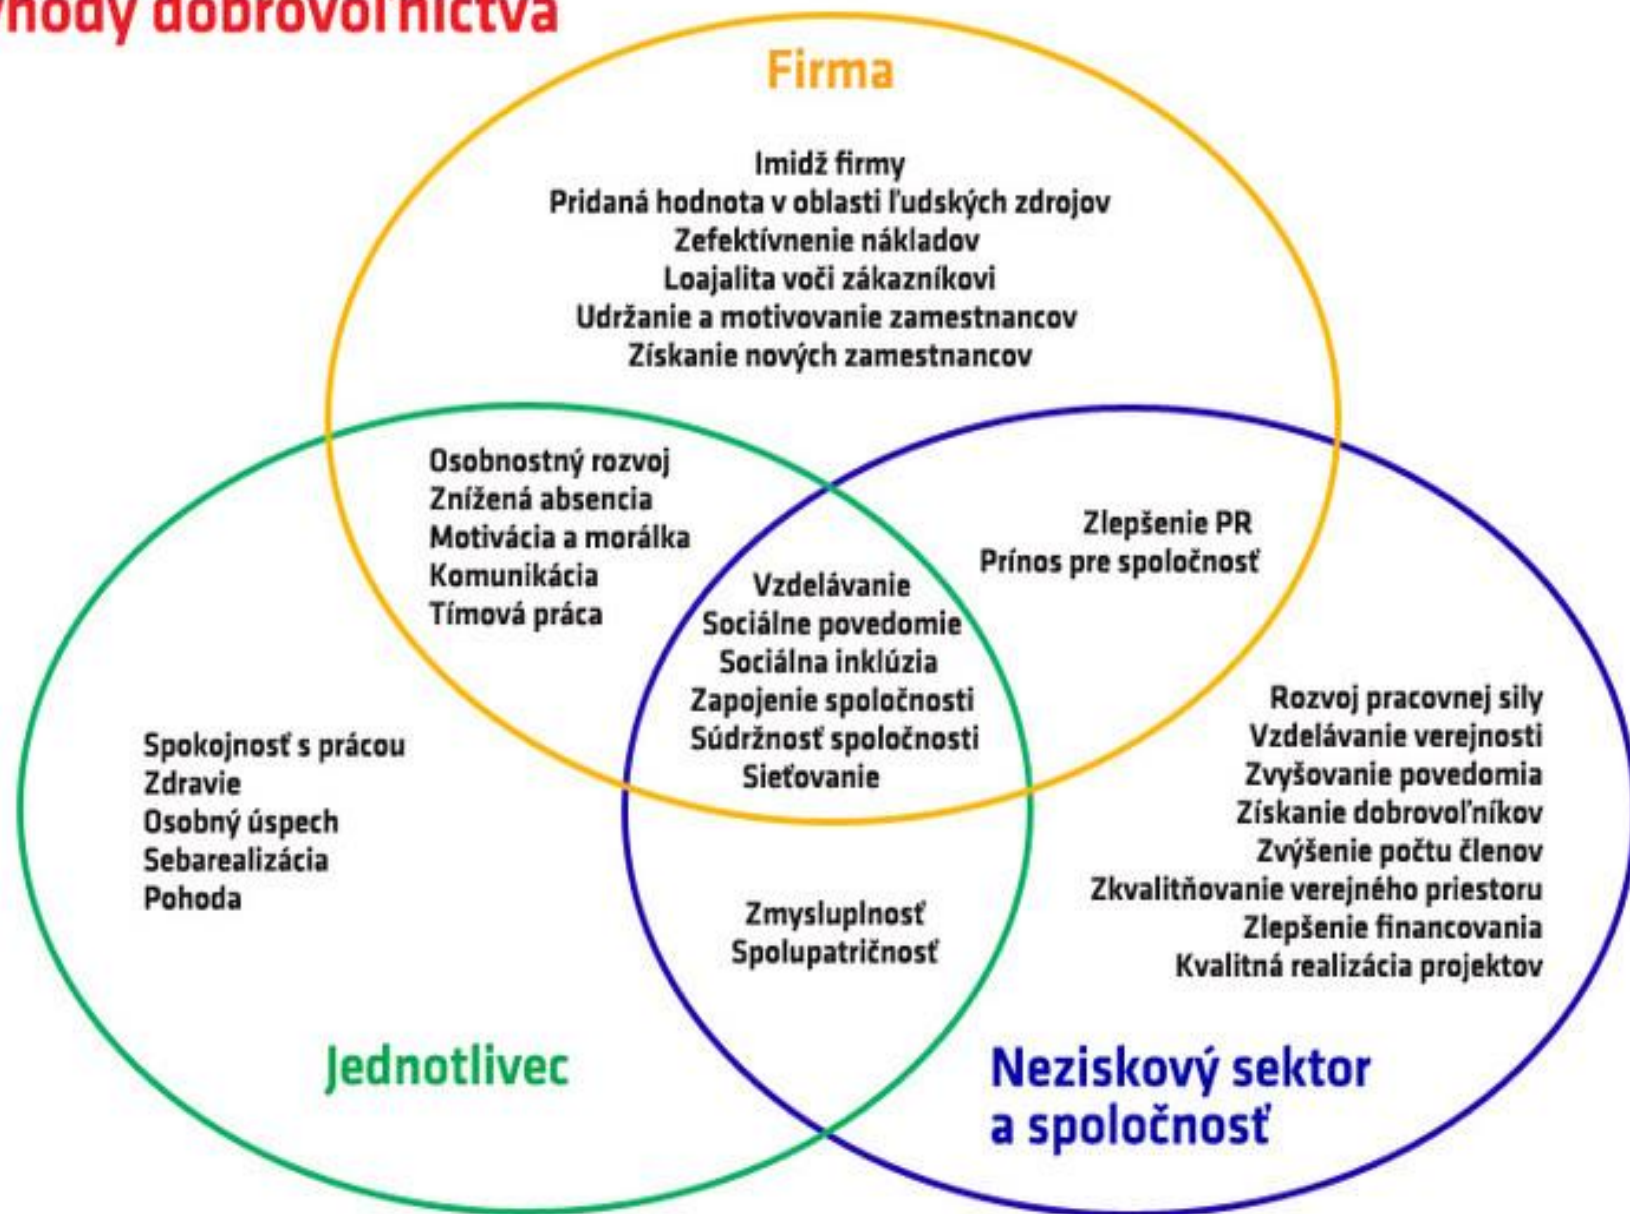 dobrovoľníctva
Firma
Imidž firmy
Pridaná hodnota v oblasti ľudských zdrojov
Zefektívnenie nákladov
Loajalita voči zákazníkovi
Udržanie a motivovanie zamestnancov
Získanie nových zamestnancov
Osobnostný rozvoj
Znížená absencia
Motivácia a morálka
Komunikácia
Tímová práca
Zlepšenie PR
Prínos pre spoločnosť
Vzdelávanie
Sociálne povedomie
Sociálna inklúzia
Zapojenie spoločnosti
Súdržnosť spoločnosti
Sieťovanie
Spokojnosť s prácou
Zdravie
Osobný úspech
Sebarealizácia
Pohoda
Rozvoj pracovnej sily
Vzdelávanie verejnosti
Zvyšovanie povedomia
Získanie dobrovoľníkov
Zvýšenie počtu členov
Zkvalitňovanie verejného priestoru
Zlepšenie financovania
Kvalitná realizácia projektov
Zmysluplnosť
Spolupatričnosť
Jednotlivec
Neziskový sektor
a spoločnosť